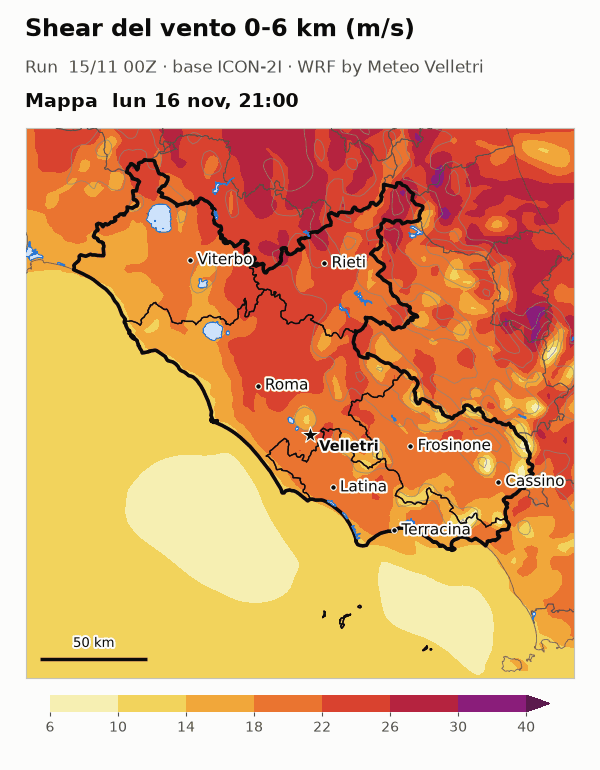 Shear del vento 0-6 km (m/s)
Run 15/11 00Z · base ICON-2I · WRF by Meteo Velletri
Mappa lun 16 nov, 21:00
Viterbo
Rieti
Roma
Velletri
Frosinone
Latina
Cassino
Terracina
50 km
6 10 14 18 22 26 30 40